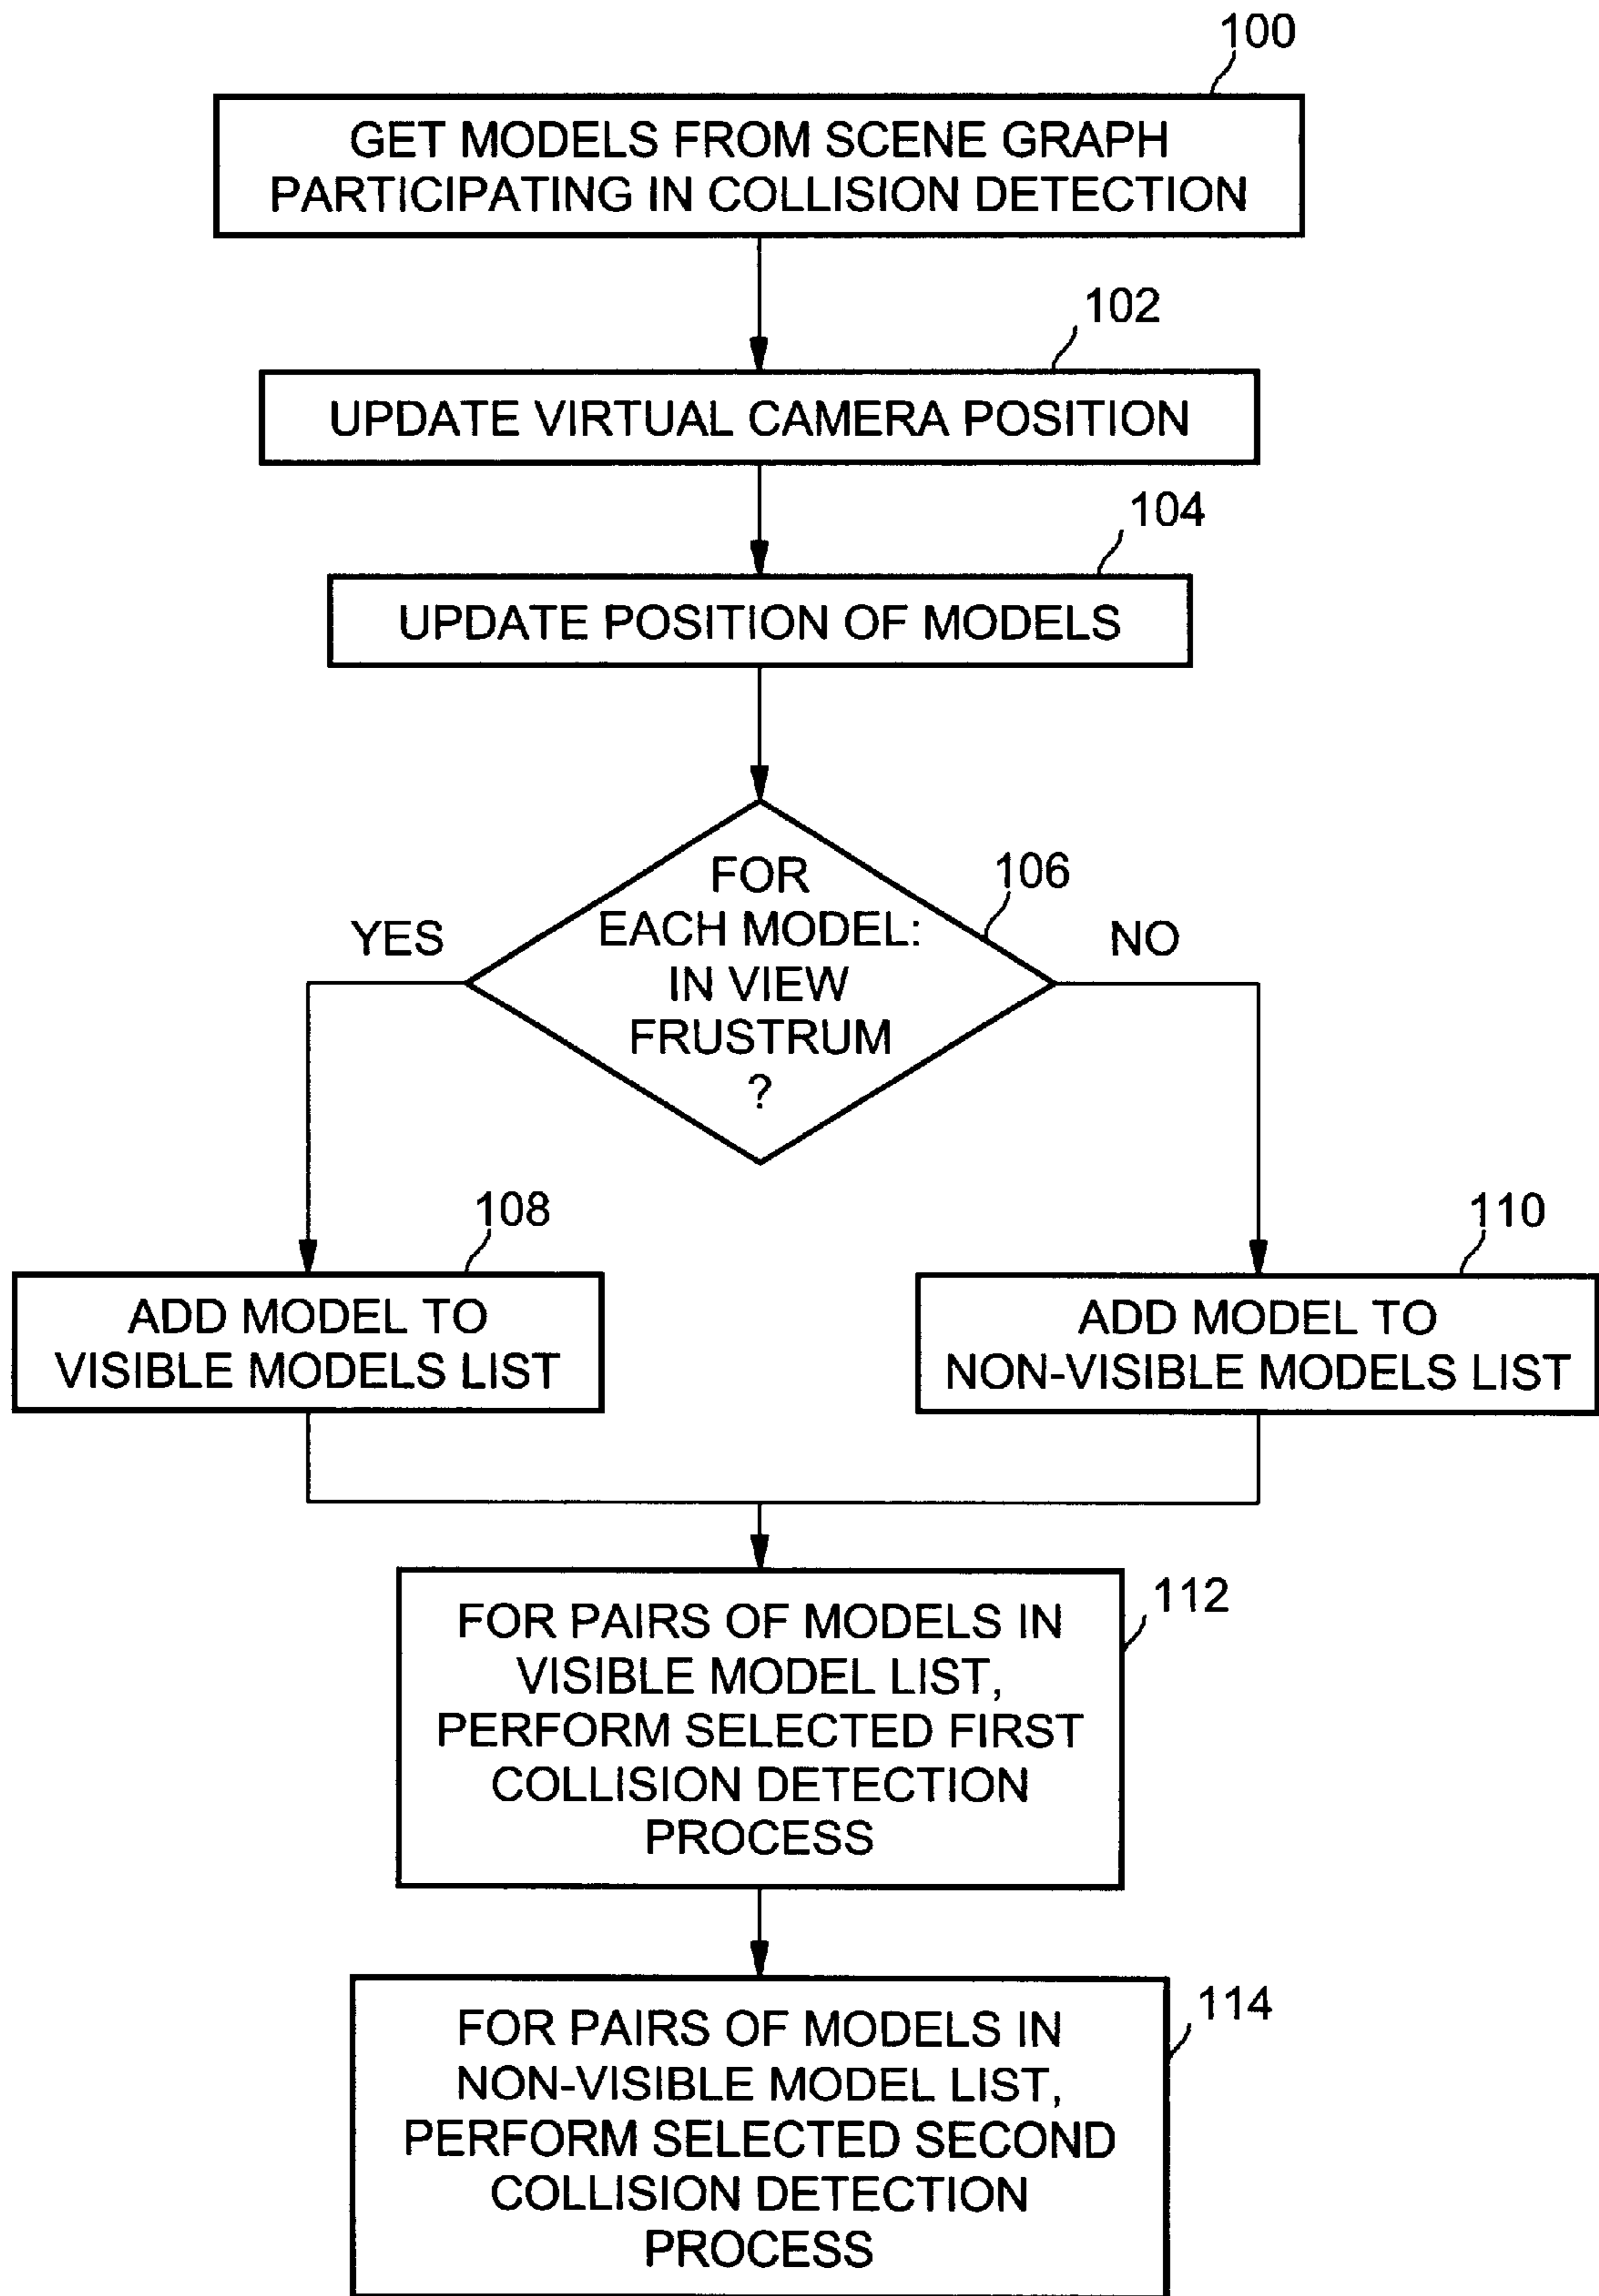 100
GET MODELS FROM SCENE GRAPH
PARTICIPATING IN COLLISION DETECTION
102
UPDATE VIRTUAL CAMERA POSITION
104
UPDATE POSITION OF MODELS
106
FOR
EACH MODEL:
IN VIEW
FRUSTRUM
?
YES
NO
108
ADD MODEL TO
VISIBLE MODELS LIST
110
ADD MODEL TO
NON-VISIBLE MODELS LIST
112
FOR PAIRS OF MODELS IN
VISIBLE MODEL LIST,
PERFORM SELECTED FIRST
COLLISION DETECTION
PROCESS
114
FOR PAIRS OF MODELS IN
NON-VISIBLE MODEL LIST,
PERFORM SELECTED SECOND
COLLISION DETECTION
PROCESS